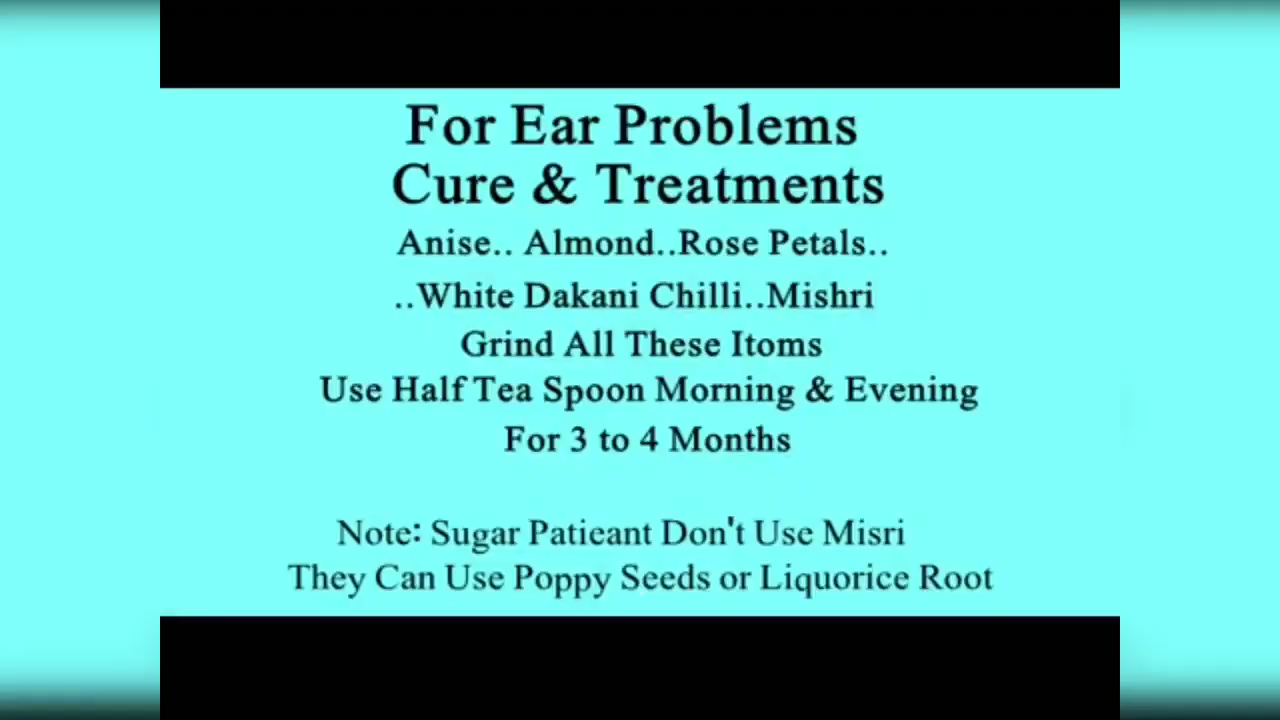 For Ear Problems
Cure & Treatments
Anise.. Almond..Rose Petals..
..White Dakani Chilli..Mishri
Grind All These Itoms
Use Half Tea Spoon Morning & Evening
For 3 to 4 Months
Note: Sugar Patieant Don't Use Misri
They Can Use Poppy Seeds or Liquorice Root